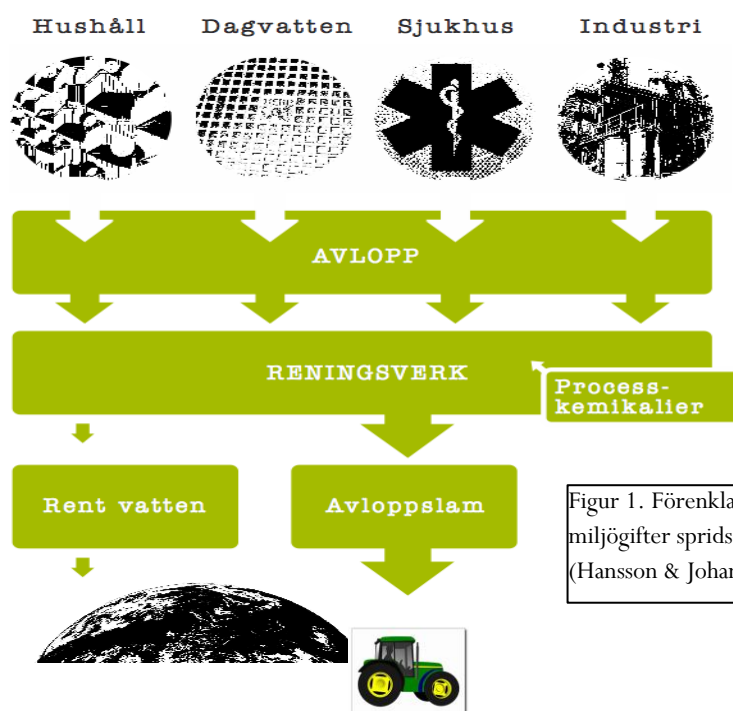 Hushåll Dagvatten Sjukhus Industri
AVLOPP
RENINGSVERK
Process-
kemikalier
Rent vatten Avloppslam
Figur 1. Förenkla
miljögifter sprids
(Hansson & Johan